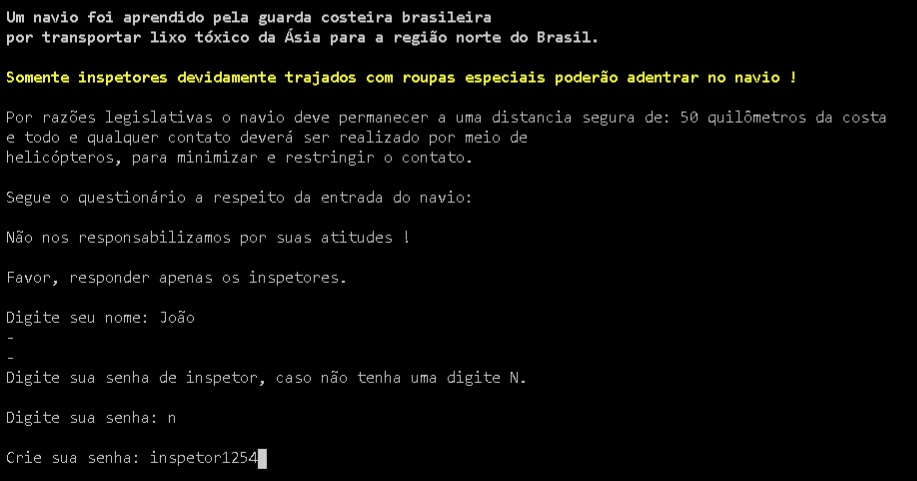 Um navio foi aprendido pela guarda costeira brasileira
por transportar lixo tóxico da Ásia para a região norte do Brasil.
Somente inspetores devidamente trajados com roupas especiais poderão adentrar no navio !
Por razões legislativas o navio deve permanecer a uma distancia segura de: 50 quilômetros da costa
e todo e qualquer contato deverá ser realizado por meio de
helicópteros, para minimizar e restringir o contato.
Segue o questionário a respeito da entrada do navio:
Não nos responsabilizamos por suas atitudes !
Favor, responder apenas os inspetores.
Digite seu nome: João
-
-
Digite sua senha de inspetor, caso não tenha uma digite N.
Digite sua senha: n
Crie sua senha: inspetor1254